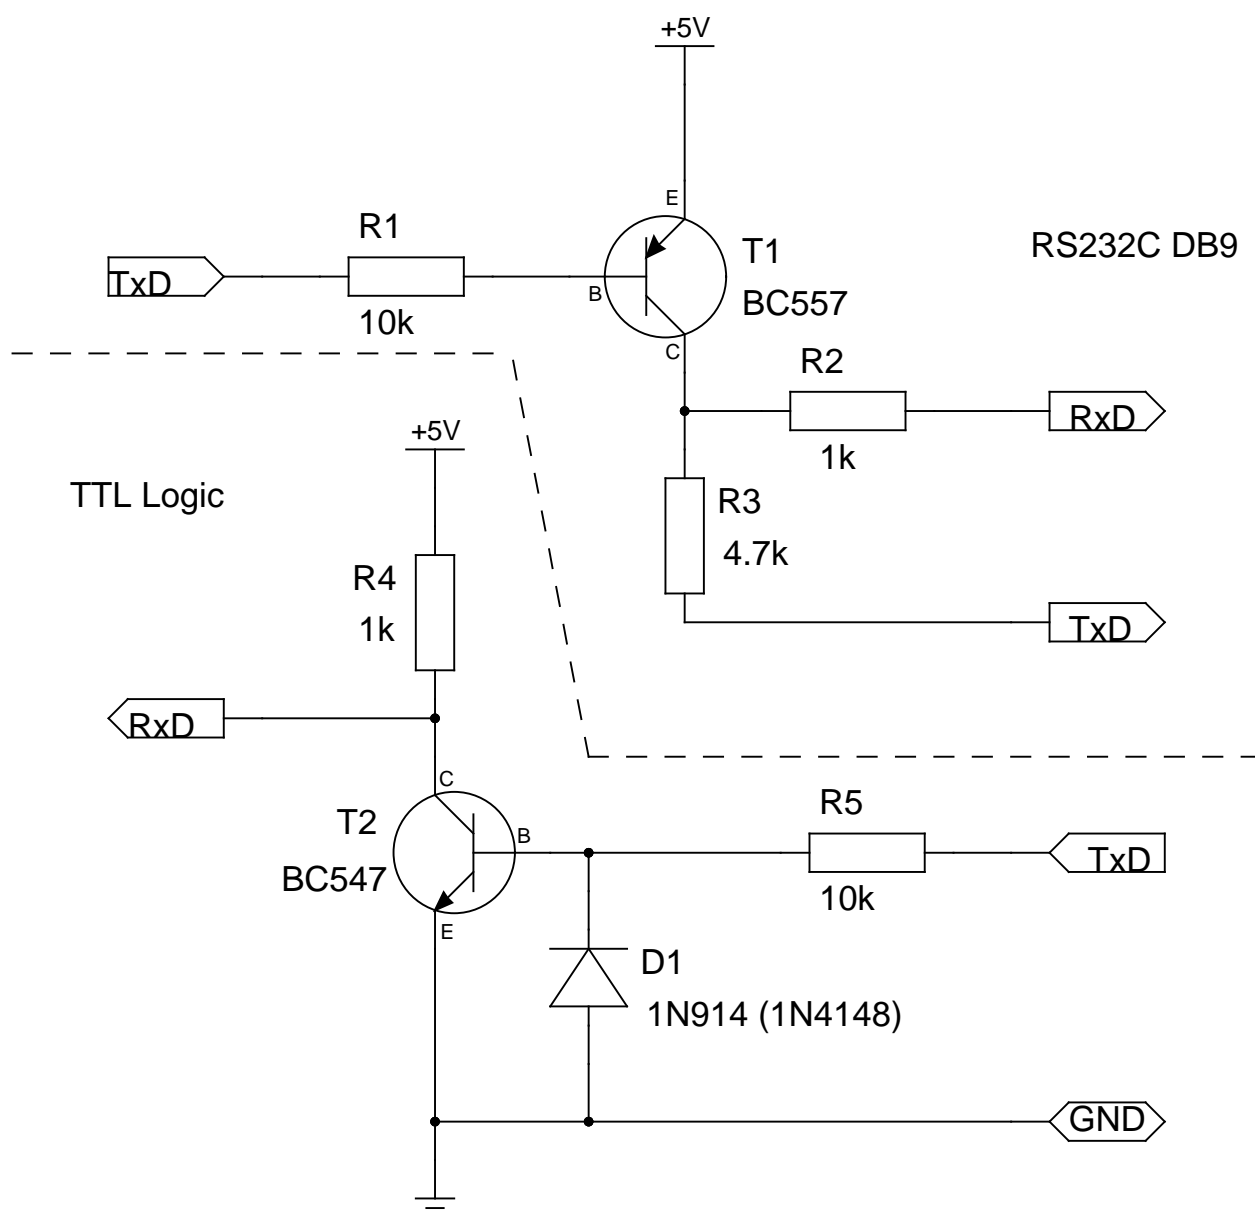 +5V
E
R1
T1
RS232C DB9
TxD
B
BC557
10k
C
R2
RxD
1k
+5V
TTL Logic
R3
4.7k
R4
1k
TxD
RxD
C
T2
R5
B
BC547
TxD
10k
E
D1
1N914 (1N4148)
GND